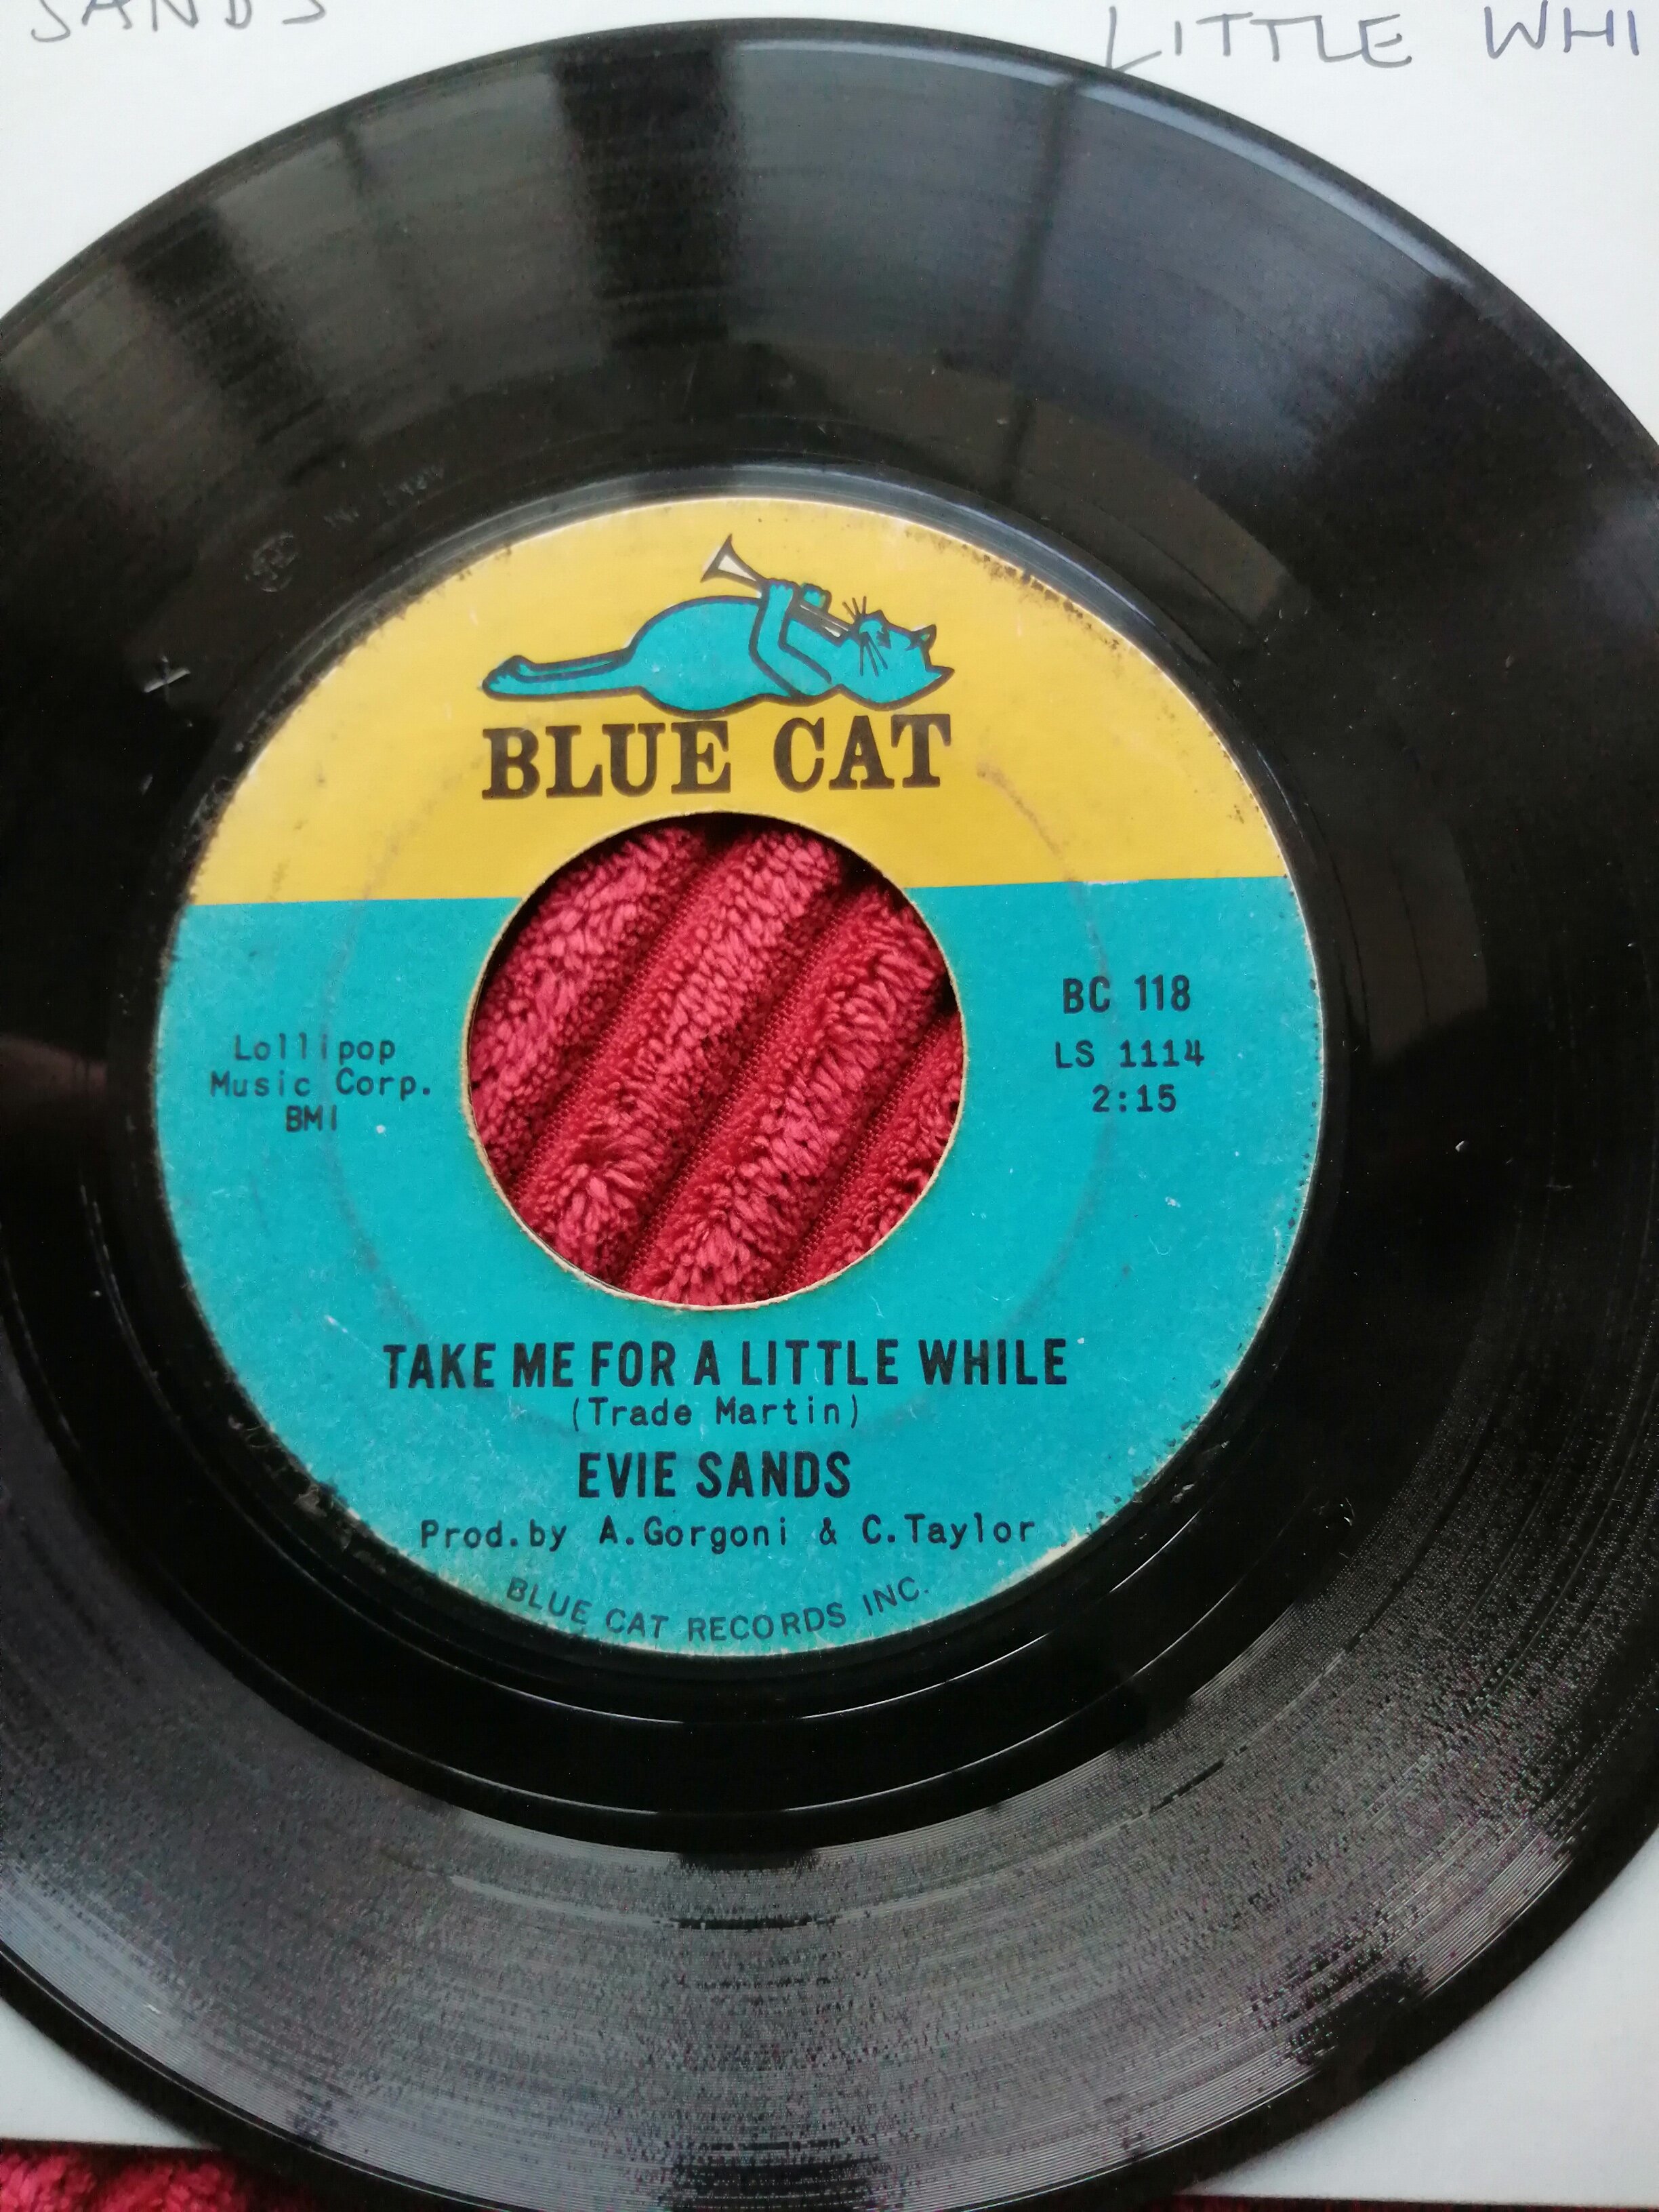 SANDS
LITTLE WHI
BLUE CAT
BC 118
LS 1114
2:15
Lollipop
Music Corp.
BMI
TAKE ME FOR A LITTLE WHILE
(Trade Martin)
EVIE SANDS
Prod.by A.Gorgoni & C.Taylor
BLUE CAT RECORDS INC.